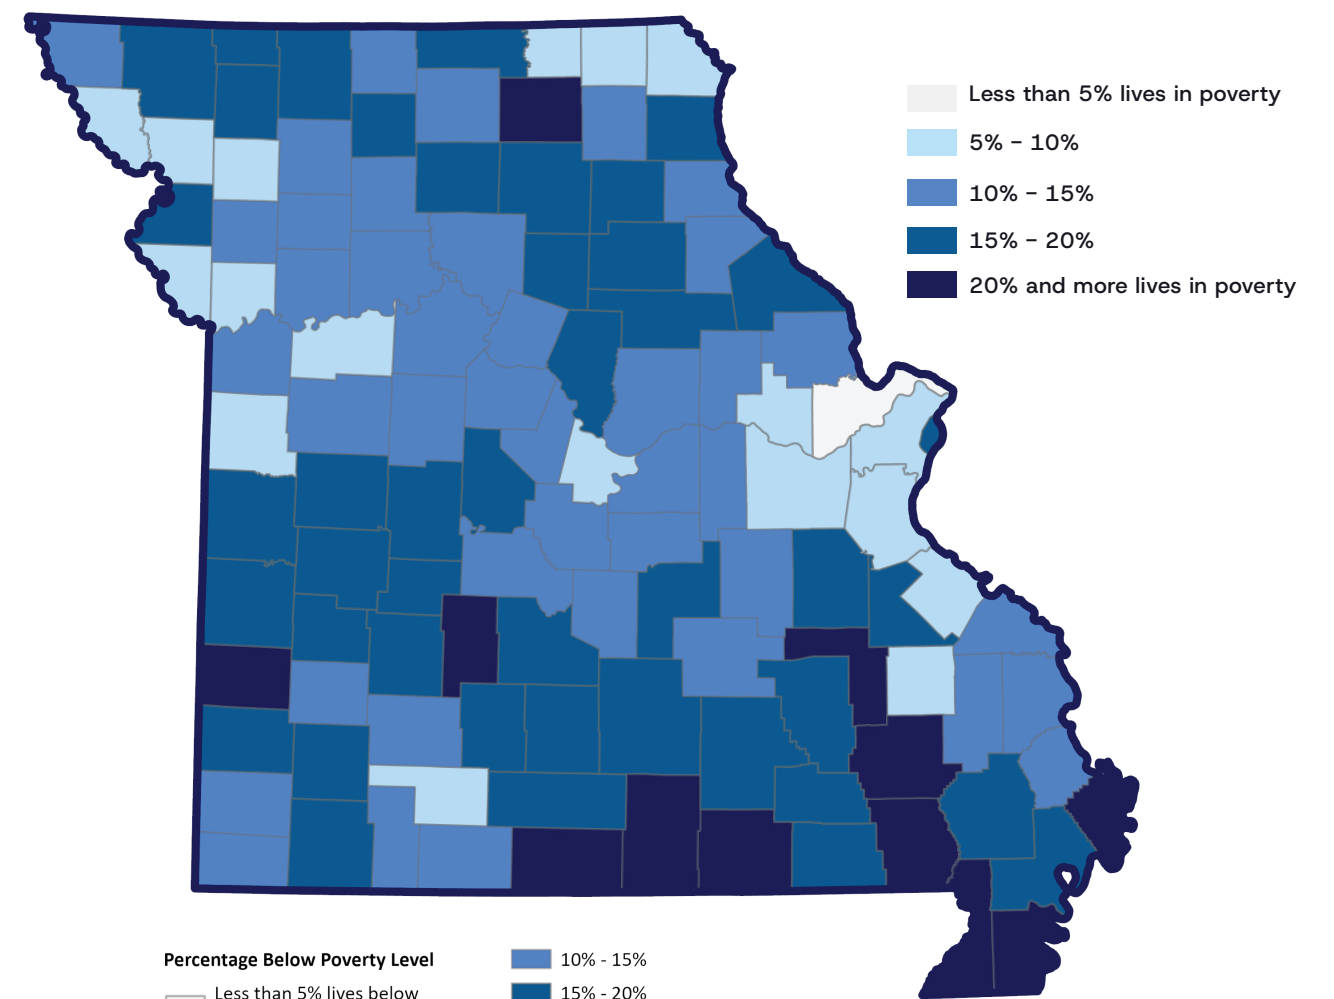 Less than 5% lives in poverty
5% – 10%
10% – 15%
15% – 20%
20% and more lives in poverty
Percentage Below Poverty Level
Less than 5% lives below
10% - 15%
15% - 20%